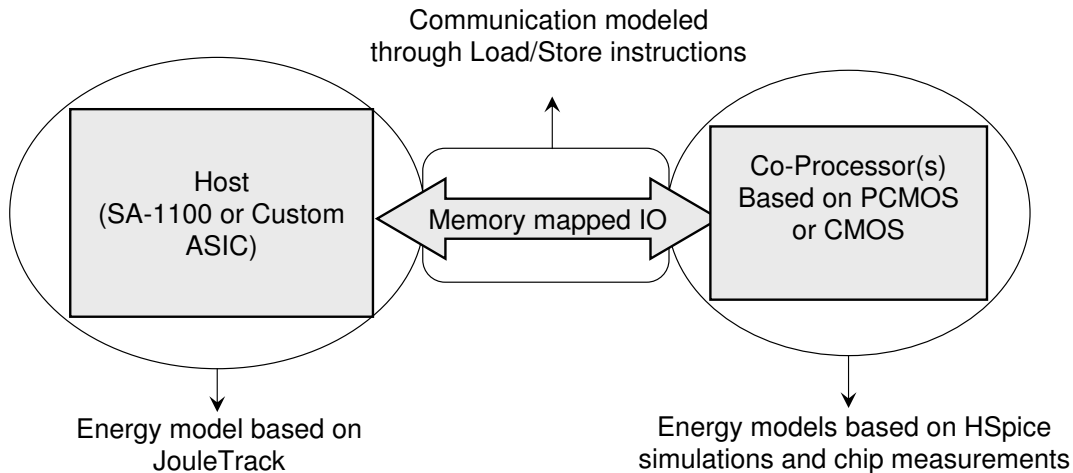 Communication modeled
through Load/Store instructions
Host
(SA-1100 or Custom
ASIC)
Memory mapped IO
Co-Processor(s)
Based on PCMOS
or CMOS
Energy model based on
JouleTrack
Energy models based on HSpice
simulations and chip measurements